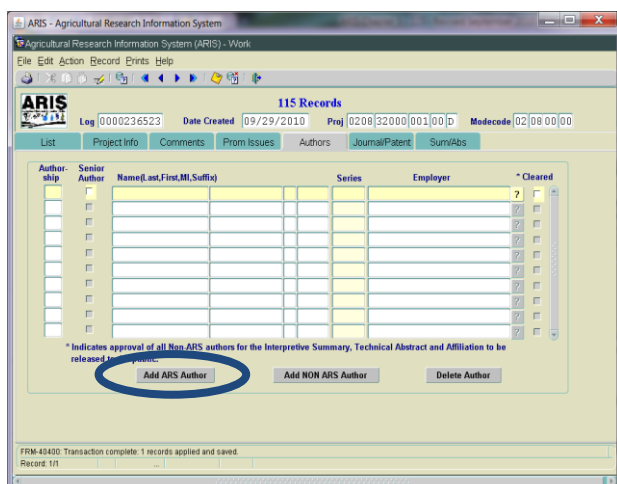 ARIS - Agricultural Research Information System
Agricultural Research Information System (ARIS) - Work
File Edit Action Record Prints Help
ARIS
115 Records
Log 0000236523 Date Created 09/29/2010 Proj 0208 32000 001 00 D Modecode 02 08 00 00
List Project Info Comments Prom Issues Authors Journal/Patent Sum/Abs
Author- Senior
ship Author Name(Last,First,MI,Suffix) Series Employer * Cleared
?
?
?
?
?
?
?
?
?
?
* Indicates approval of all Non-ARS authors for the Interpretive Summary, Technical Abstract and Affiliation to be
released
Add ARS Author Add NON ARS Author Delete Author
FRM-40400: Transaction complete: 1 records applied and saved.
Record: 1/1 ...